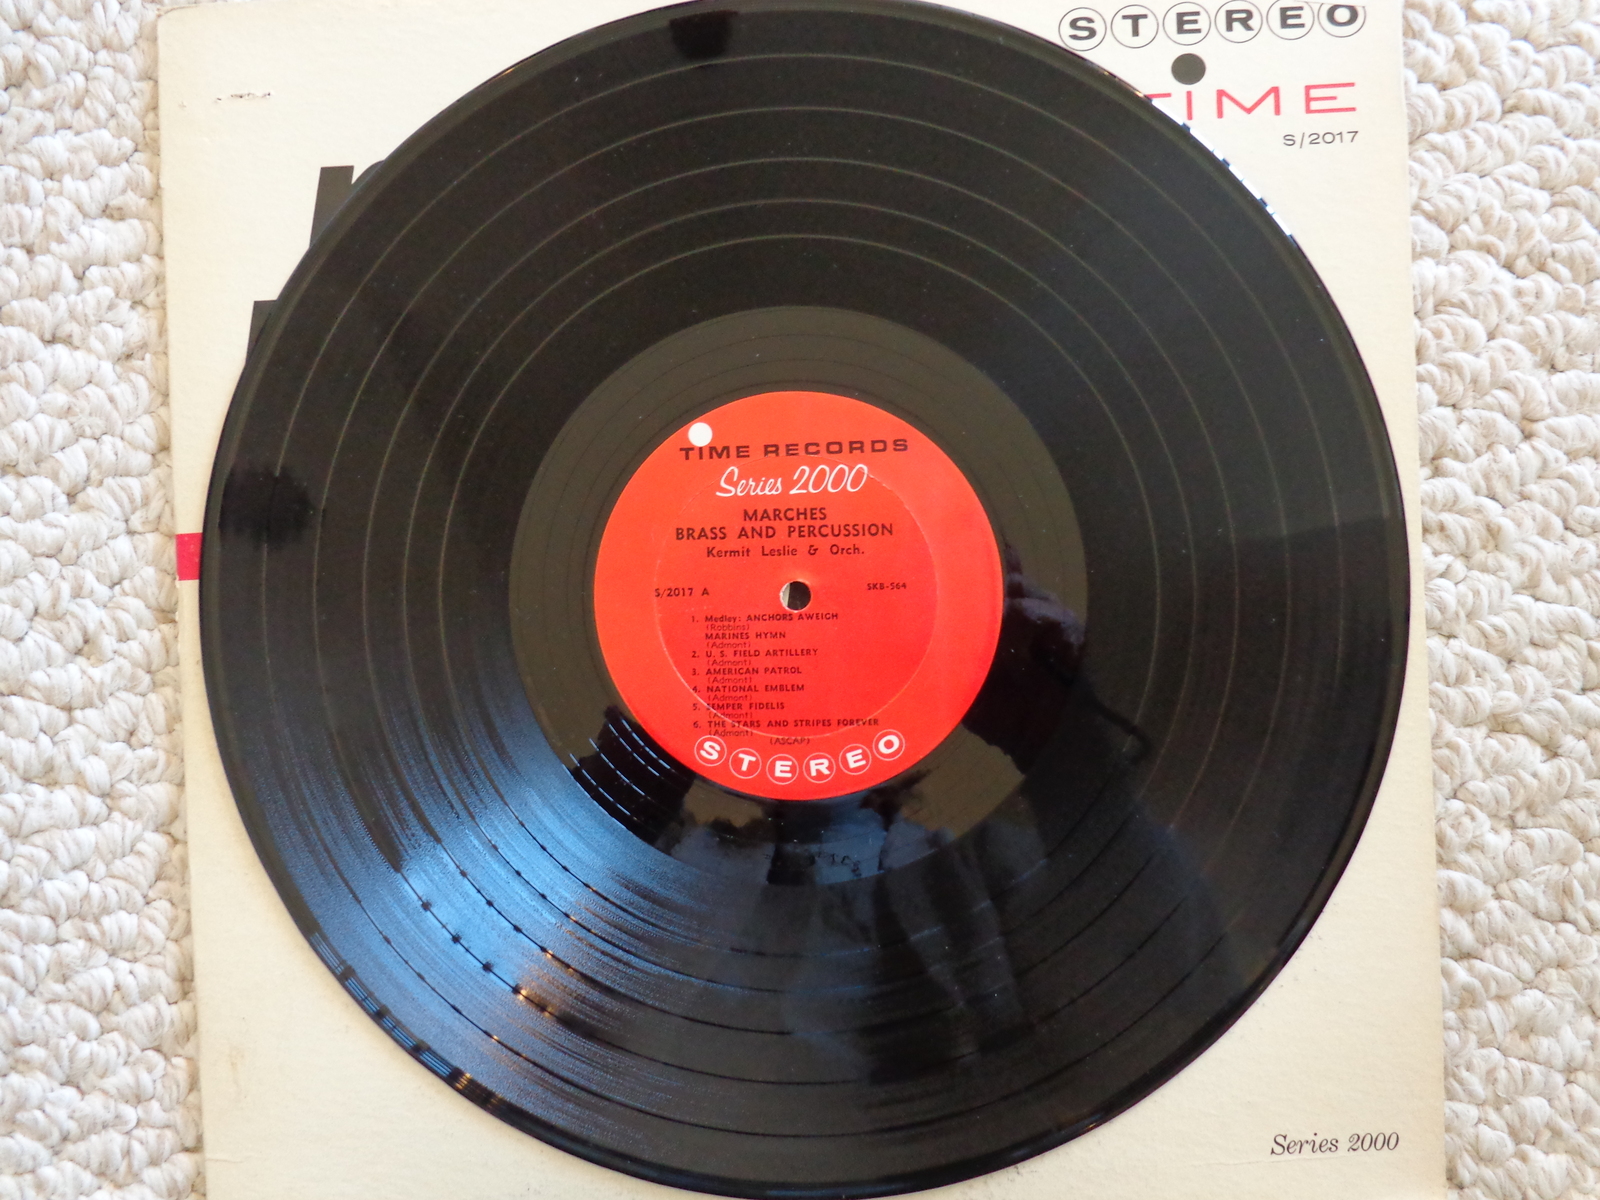 STEREO
TIME
S/2017
TIME RECORDS
Series 2000
MARCHES
BRASS AND PERCUSSION
Kermit Leslie & Orch.
S/2017 A
SKB-564
1. Medley: ANCHORS AWEIGH
(Robbins)
MARINES HYMN
(Admont)
2. U. S. FIELD ARTILLERY
(Admont)
3. AMERICAN PATROL
(Admont)
4. NATIONAL EMBLEM
(Admont)
5. SEMPER FIDELIS
(Admont)
6. THE STARS AND STRIPES FOREVER
(Admont) (ASCAP)
STEREO
Series 2000